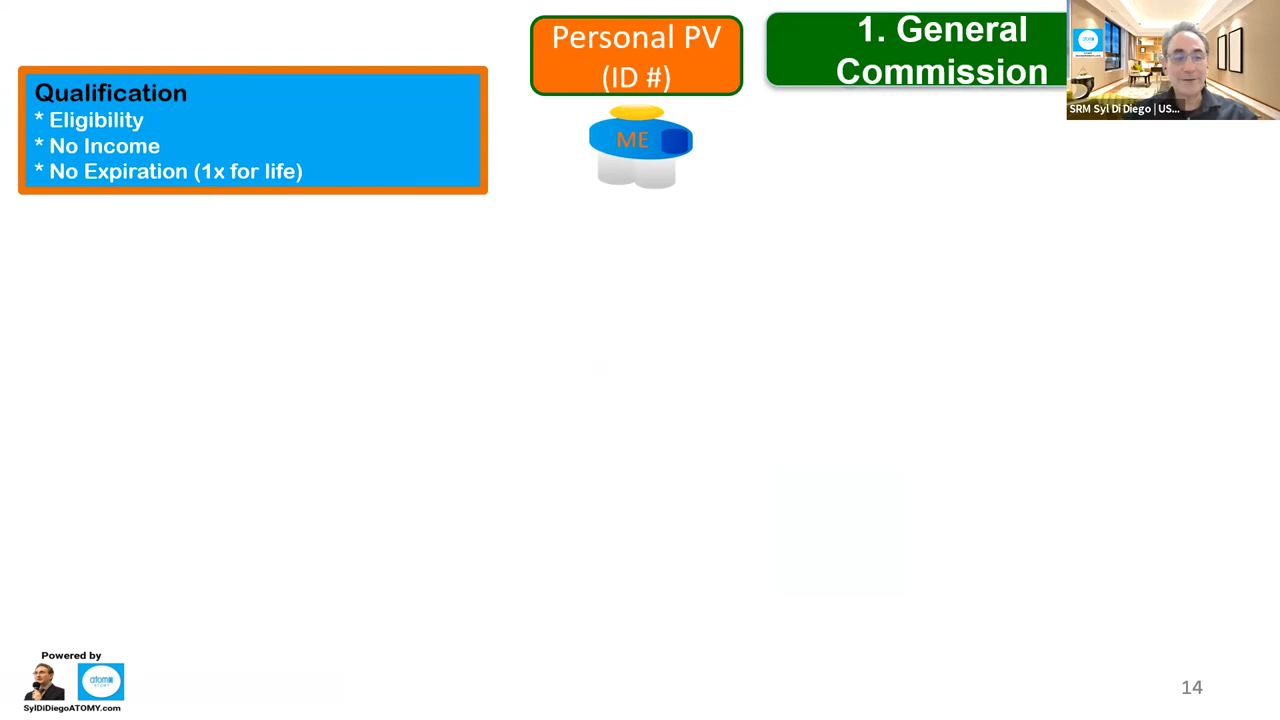 Personal PV
(ID #)
1. General
Commission
Qualification
* Eligibility
* No Income
* No Expiration (1x for life)
ME
SRM Syl Di Diego | US...
Powered by
atom
SylDiDiegoATOMY.com
14